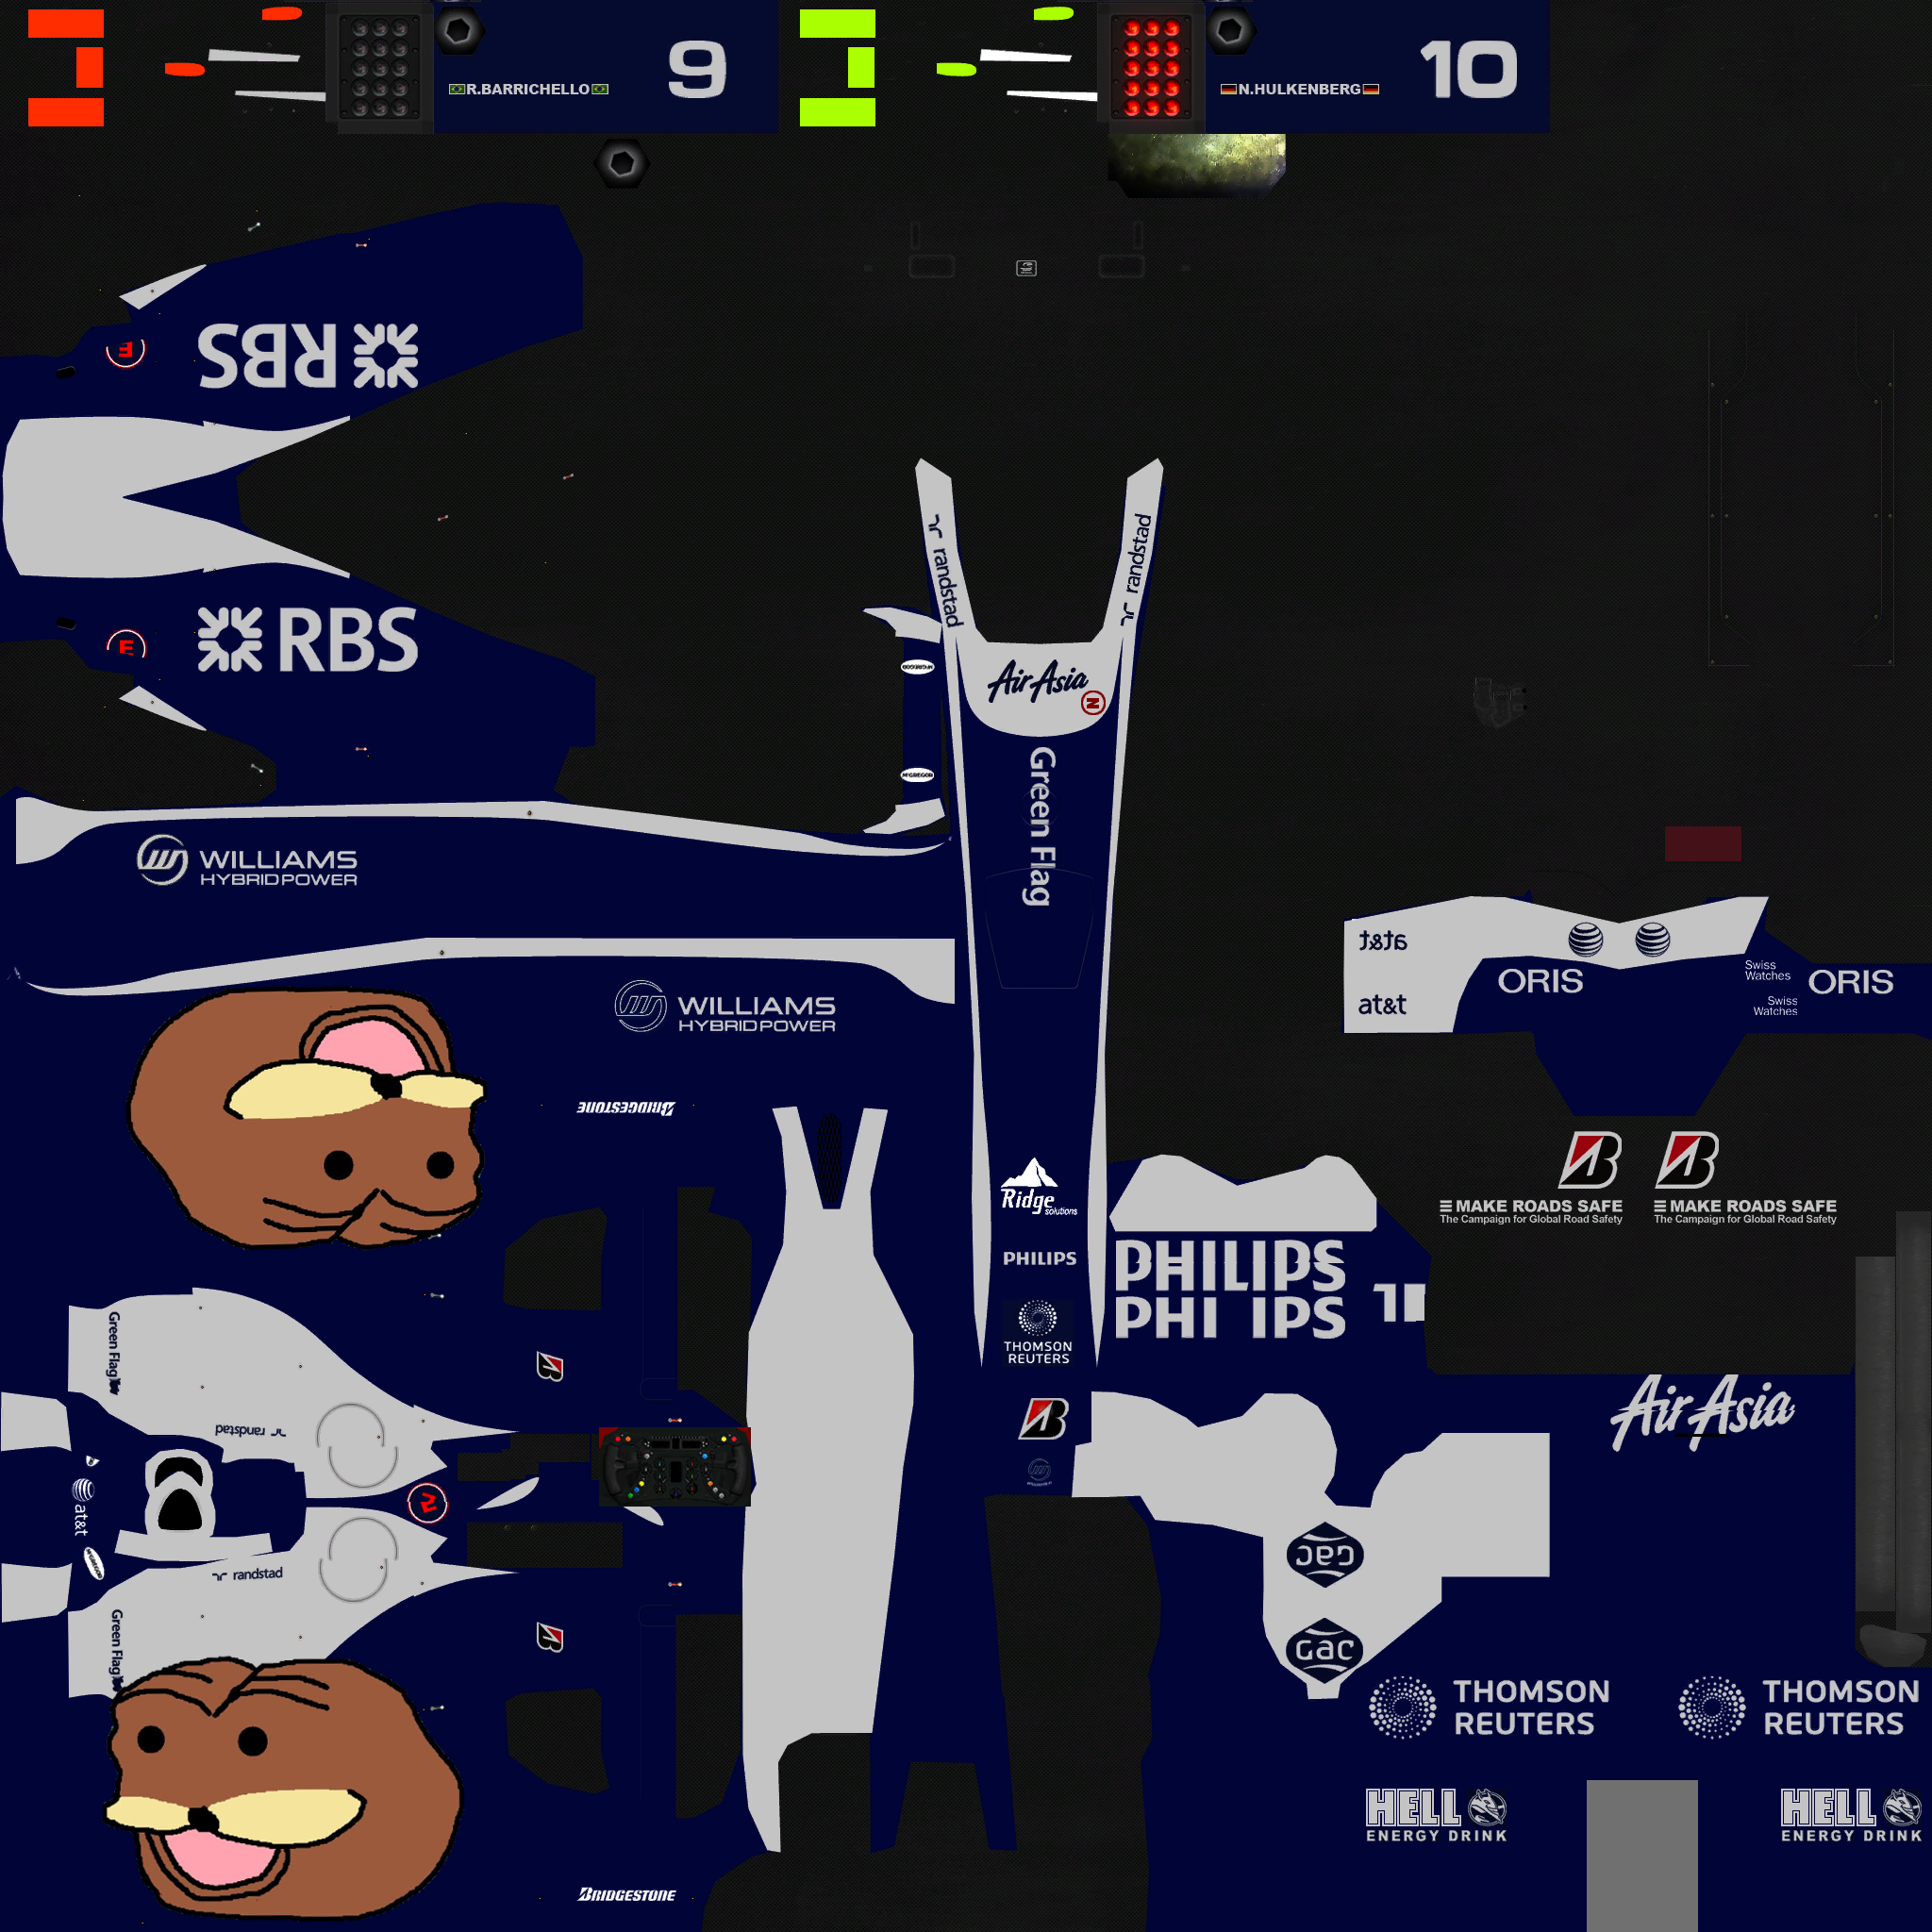 R.BARRICHELLO
9
N.HULKENBERG
10
E
RBS
randstad
randstad
RBS
E
AirAsia
N
McGREGOR
McGREGOR
Green Flag
WILLIAMS
HYBRIDPOWER
at&t
at&t
ORIS
Swiss
Watches
ORIS
Swiss
Watches
WILLIAMS
HYBRIDPOWER
BRIDGESTONE
B
B
MAKE ROADS SAFE
The Campaign for Global Road Safety
MAKE ROADS SAFE
The Campaign for Global Road Safety
Ridge
solutions
PHILIPS
PHILIPS
PHI IPS
THOMSON
REUTERS
Green Flag
B
randstad
B
AirAsia
at&t
McGREGOR
randstad
Green Flag
B
GAC
GAC
THOMSON
REUTERS
THOMSON
REUTERS
HELL
ENERGY DRINK
HELL
ENERGY DRINK
BRIDGESTONE